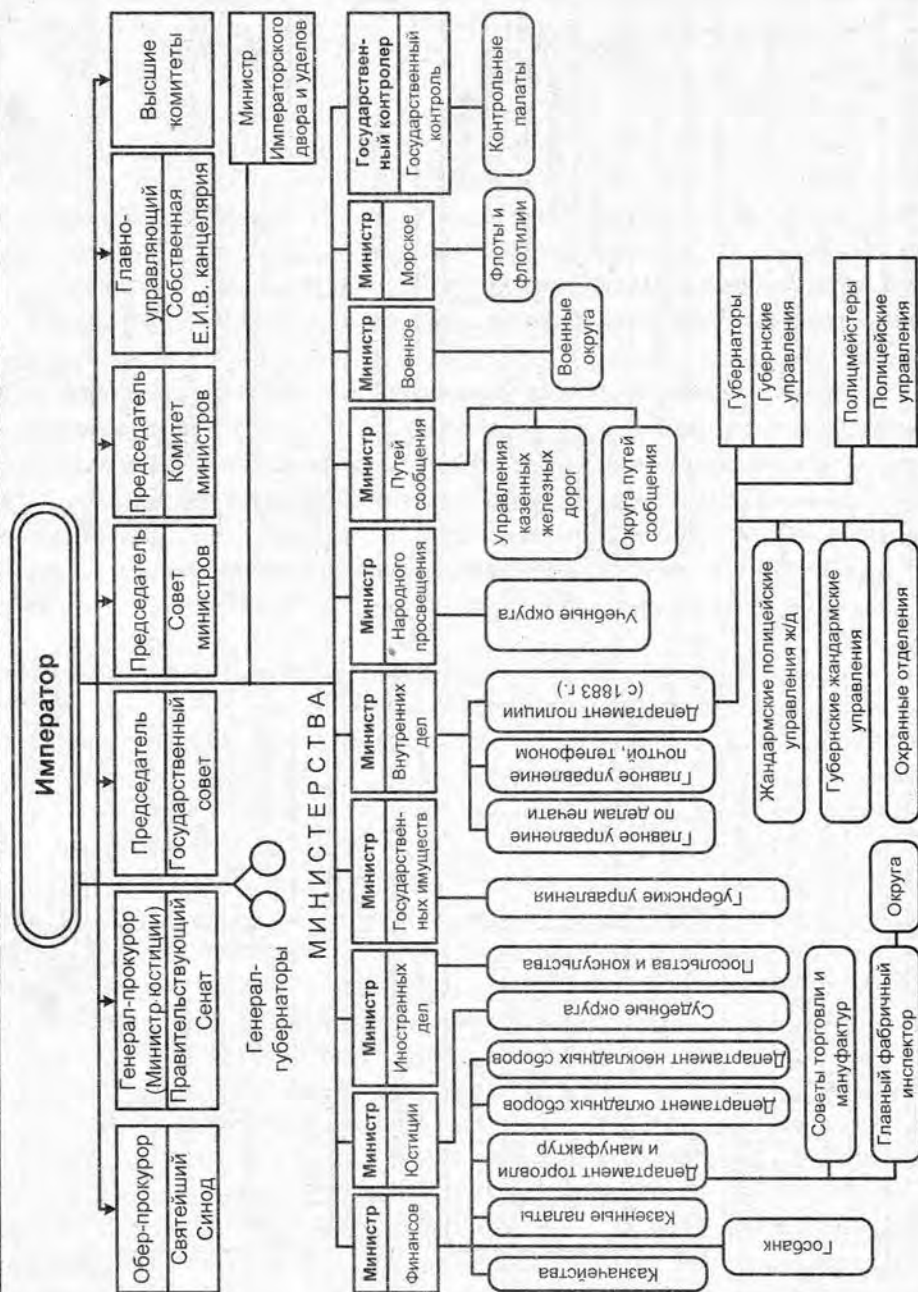 Император
Обер-прокурор
Святейший
Синод
Генерал-прокурор
(Министр юстиции)
Правительствующий
Сенат
Председатель
Государственный
совет
Председатель
Совет
министров
Председатель
Комитет
министров
Главно-
управляющий
Собственная
Е.И.В. канцелярия
Высшие
комитеты
Генерал-
губернаторы
Министр
Императорского
двора и уделов
МИНИСТЕРСТВА
Министр
Финансов
Министр
Юстиции
Министр
Иностранных
дел
Министр
Государствен-
ных имуществ
Министр
Внутренних
дел
Министр
Народного
просвещения
Министр
Путей
сообщения
Министр
Военное
Министр
Морское
Государствен-
ный контролер
Государственный
контроль
Казначейства
Казенные палаты
Департамент торговли
и мануфактур
Департамент окладных сборов
Департамент неокладных сборов
Судебные округа
Посольства и консульства
Губернские управления
Главное управление
по делам печати
Главное управление
почтой, телефоном
Департамент полиции
(с 1883 г.)
Учебные округа
Управления
казенных
железных
дорог
Округа путей
сообщения
Военные
округа
Флоты и
флотилии
Контрольные
палаты
Госбанк
Советы торговли и
мануфактур
Главный фабричный
инспектор
Округа
Жандармские полицейские
управления ж/д
Губернские жандармские
управления
Охранные отделения
Губернаторы
Губернские
управления
Полицмейстеры
Полицейские
управления